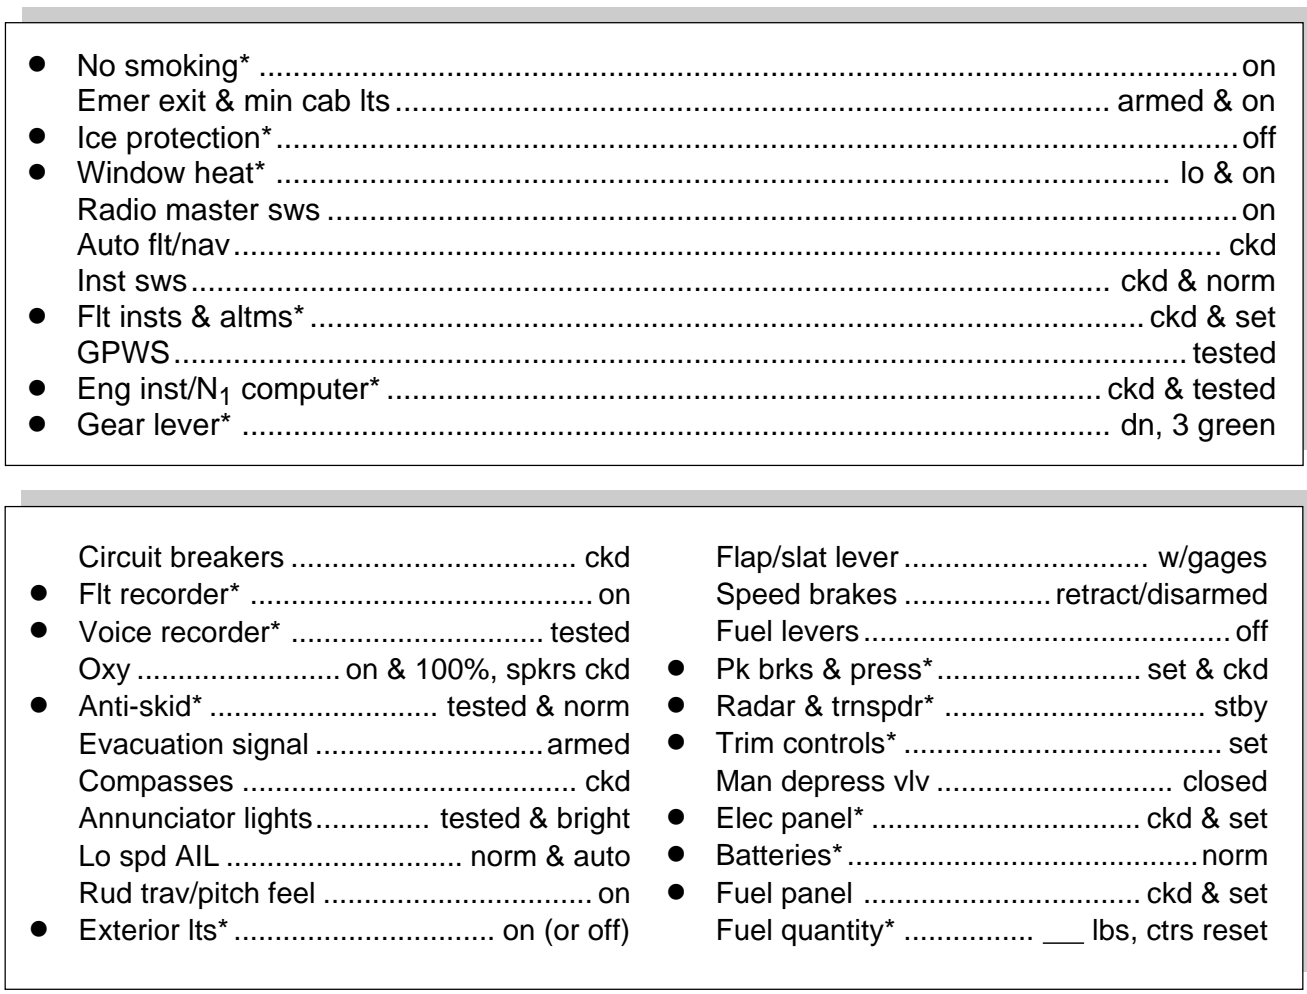 ● No smoking* ..... on
Emer exit & min cab lts ..... armed & on
● Ice protection* ..... off
● Window heat* ..... lo & on
Radio master sws ..... on
Auto flt/nav ..... ckd
Inst sws ..... ckd & norm
● Flt insts & altms* ..... ckd & set
GPWS ..... tested
● Eng inst/N1 computer* ..... ckd & tested
● Gear lever* ..... dn, 3 green
Circuit breakers ..... ckd
● Flt recorder* ..... on
● Voice recorder* ..... tested
Oxy ..... on & 100%, spkrs ckd
● Anti-skid* ..... tested & norm
Evacuation signal ..... armed
Compasses ..... ckd
Annunciator lights ..... tested & bright
Lo spd AIL ..... norm & auto
Rud trav/pitch feel ..... on
● Exterior lts* ..... on (or off)
Flap/slat lever ..... w/gages
Speed brakes ..... retract/disarmed
Fuel levers ..... off
● Pk brks & press* ..... set & ckd
● Radar & trnspdr* ..... stby
● Trim controls* ..... set
Man depress vlv ..... closed
● Elec panel* ..... ckd & set
● Batteries* ..... norm
● Fuel panel ..... ckd & set
Fuel quantity* ..... ___ lbs, ctrs reset